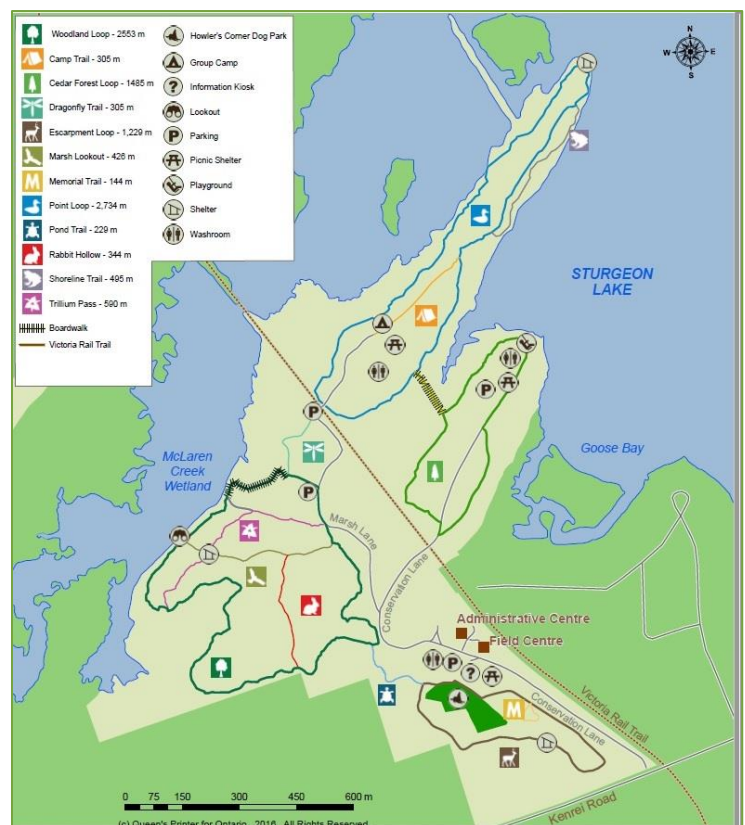 Woodland Loop - 2553 m
Camp Trail - 305 m
Cedar Forest Loop - 1485 m
Dragonfly Trail - 305 m
Escarpment Loop - 1,229 m
Marsh Lookout - 426 m
M
Memorial Trail - 144 m
Point Loop - 2,734 m
Pond Trail - 229 m
Rabbit Hollow - 344 m
Shoreline Trail - 495 m
Trillium Pass - 590 m
Boardwalk
Victoria Rail Trail
Howler's Corner Dog Park
Group Camp
?
Information Kiosk
Lookout
P
Parking
Picnic Shelter
Playground
Shelter
Washroom
N
W
E
S
STURGEON
LAKE
P
P
McLaren
Creek
Wetland
Goose Bay
P
Marsh Lane
Conservation Lane
Administrative Centre
Field Centre
P
?
M
Conservation Lane
Victoria Rail Trail
Kenrei Road
0 75 150 300 450 600 m
(c) Queen's Printer for Ontario, 2016. All Rights Reserved